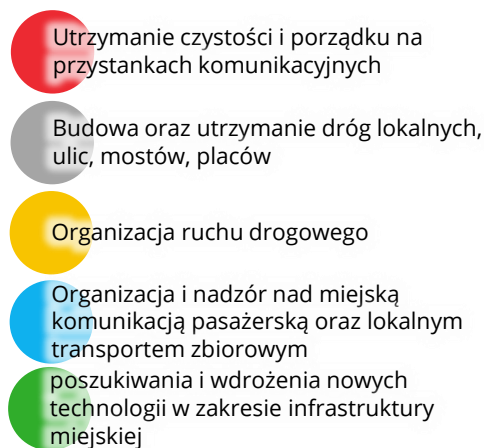 Utrzymanie czystości i porządku na
przystankach komunikacyjnych
Budowa oraz utrzymanie dróg lokalnych,
ulic, mostów, placów
Organizacja ruchu drogowego
Organizacja i nadzór nad miejską
komunikacją pasażerską oraz lokalnym
transportem zbiorowym
poszukiwania i wdrożenia nowych
technologii w zakresie infrastruktury
miejskiej